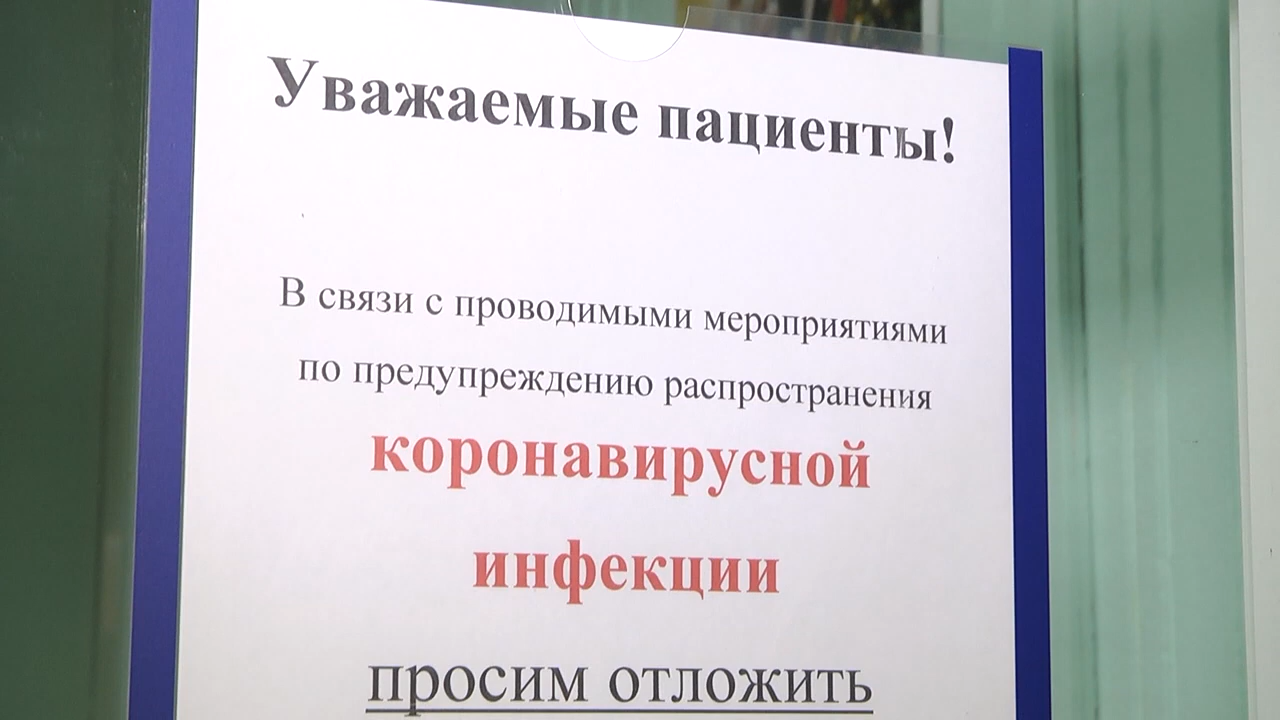 Уважаемые пациенты!
В связи с проводимыми мероприятиями
по предупреждению распространения
коронавирусной
инфекции
просим отложить